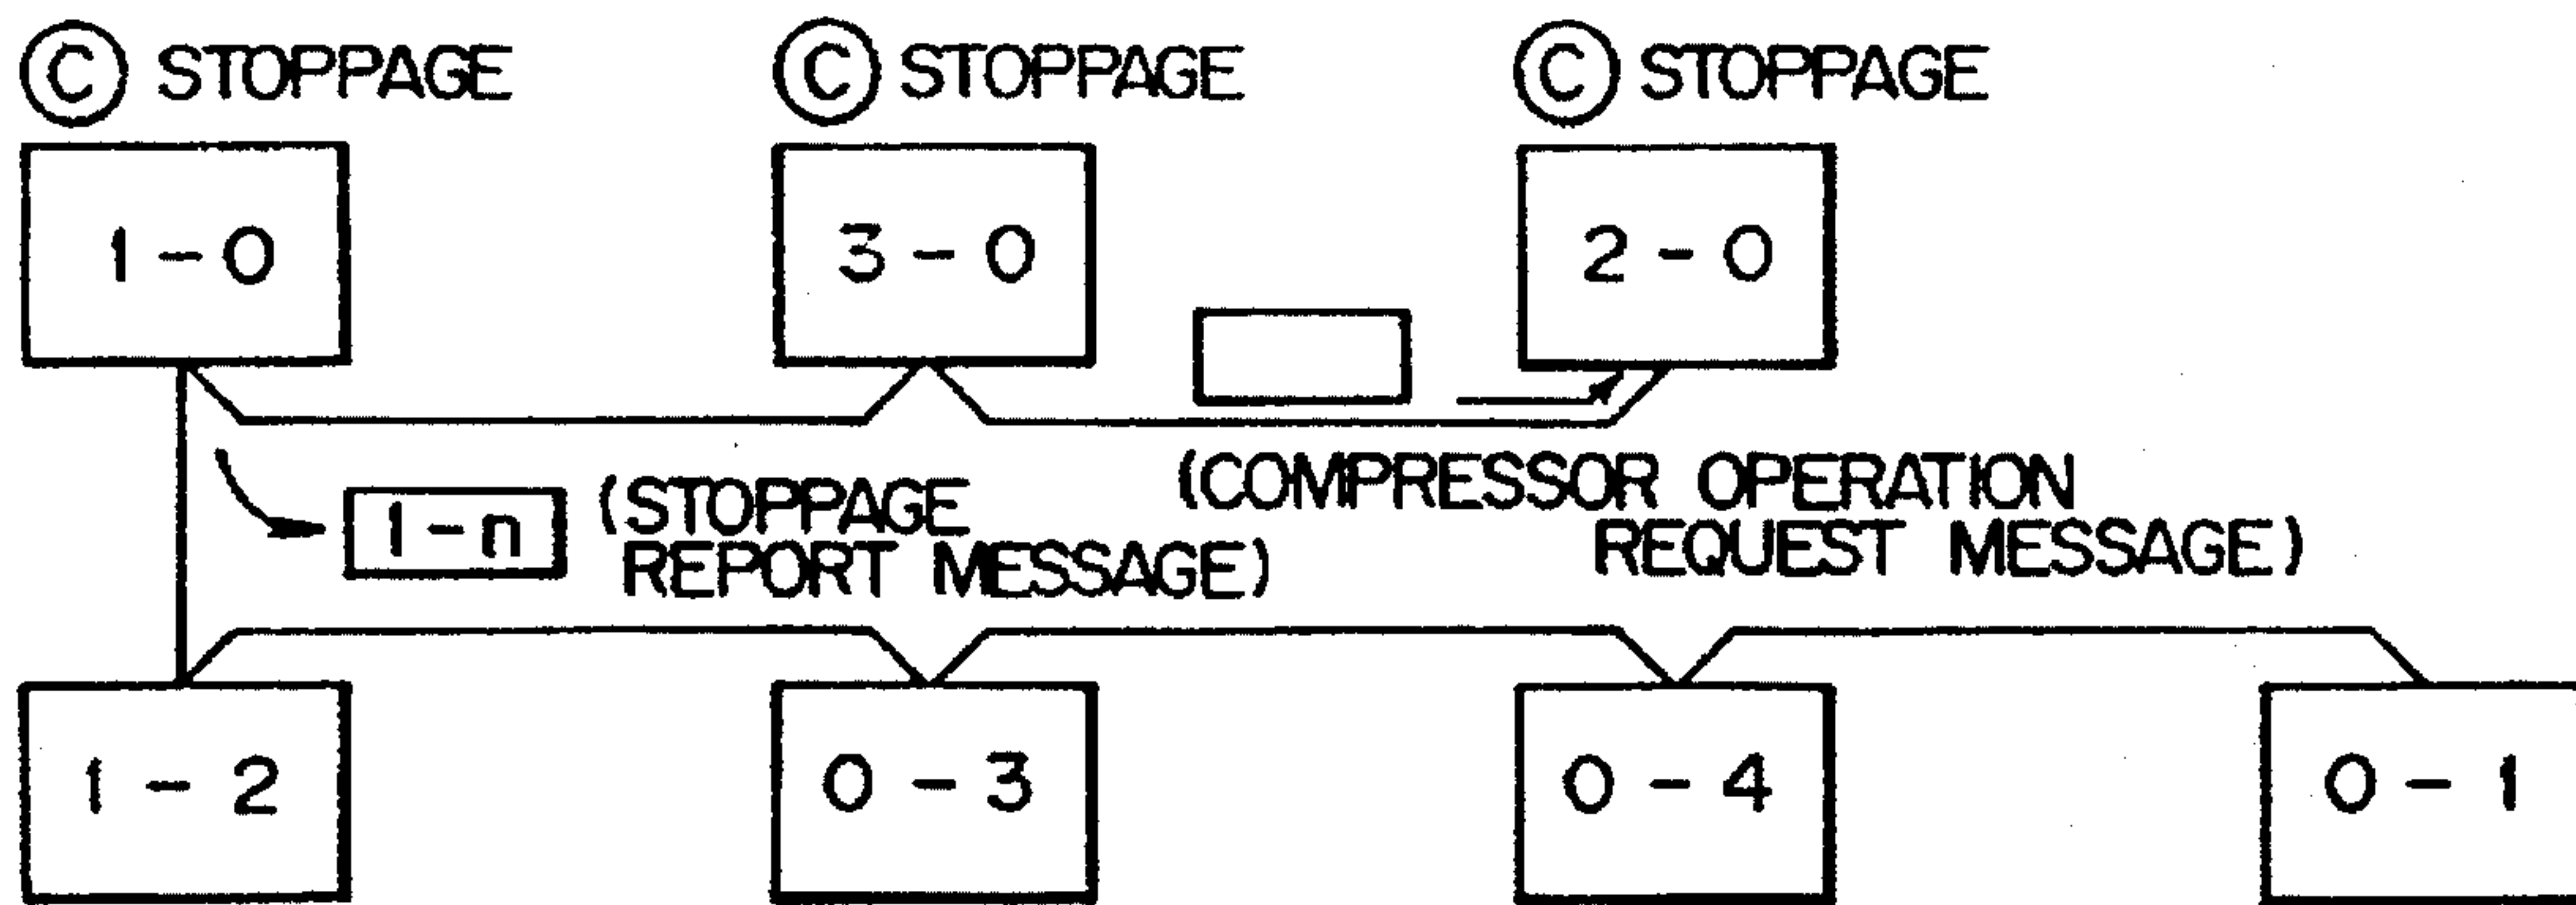 Ⓒ STOPPAGE Ⓒ STOPPAGE Ⓒ STOPPAGE
1-0 3-0 2-0
1-n (STOPPAGE
REPORT MESSAGE)
(COMPRESSOR OPERATION
REQUEST MESSAGE)
1-2 0-3 0-4 0-1